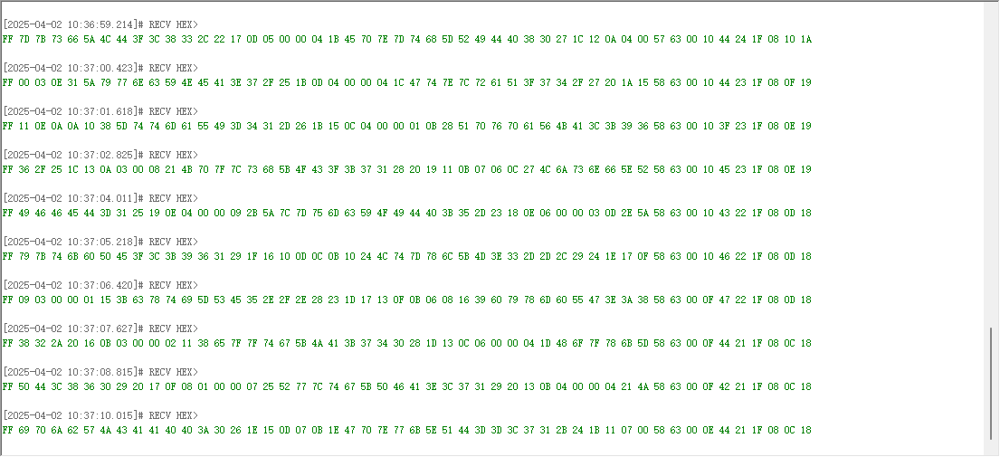 [2025-04-02 10:36:59.214]# RECV HEX>
FF 7D 7B 73 66 5A 4C 44 3F 3C 38 33 2C 22 17 0D 05 00 00 04 1B 45 70 7E 7D 74 68 5D 52 49 44 40 38 30 27 1C 12 0A 04 00 57 63 00 10 44 24 1F 08 10 1A
[2025-04-02 10:37:00.423]# RECV HEX>
FF 00 03 0E 31 5A 79 77 6E 63 59 4E 45 41 3E 37 2F 25 1B 0D 04 00 00 04 1C 47 74 7E 7C 72 61 51 3F 37 34 2F 27 20 1A 15 58 63 00 10 44 23 1F 08 0F 19
[2025-04-02 10:37:01.618]# RECV HEX>
FF 11 0E 0A 0A 10 38 5D 74 74 6D 61 55 49 3D 34 31 2D 26 1B 15 0C 04 00 00 01 0B 28 51 70 76 70 61 56 4B 41 3C 3B 39 36 58 63 00 10 3F 23 1F 08 0E 19
[2025-04-02 10:37:02.825]# RECV HEX>
FF 36 2F 25 1C 13 0A 03 00 08 21 4B 70 7F 7C 73 68 5B 4F 43 3F 3B 37 31 28 20 19 11 0B 07 06 0C 27 4C 6A 73 6E 66 5E 52 58 63 00 10 45 23 1F 08 0E 19
[2025-04-02 10:37:04.011]# RECV HEX>
FF 49 46 46 45 44 3D 31 25 19 0E 04 00 00 09 2B 5A 7C 7D 75 6D 63 59 4F 49 44 40 3B 35 2D 23 18 0E 06 00 00 03 0D 2E 5A 58 63 00 10 43 22 1F 08 0D 18
[2025-04-02 10:37:05.218]# RECV HEX>
FF 79 7B 74 6B 60 50 45 3F 3C 3B 39 36 31 29 1F 16 10 0D 0C 0B 10 24 4C 74 7D 78 6C 5B 4D 3E 33 2D 2D 2C 29 24 1E 17 0F 58 63 00 10 46 22 1F 08 0D 18
[2025-04-02 10:37:06.420]# RECV HEX>
FF 09 03 00 00 01 15 3B 63 78 74 69 5D 53 45 35 2E 2F 2E 28 23 1D 17 13 0F 0B 06 08 16 39 60 79 78 6D 60 55 47 3E 3A 38 58 63 00 0F 47 22 1F 08 0D 18
[2025-04-02 10:37:07.627]# RECV HEX>
FF 38 32 2A 20 16 0B 03 00 00 02 11 38 65 7F 7F 74 67 5B 4A 41 3B 37 34 30 28 1D 13 0C 06 00 00 04 1D 48 6F 7F 78 6B 5D 58 63 00 0F 44 21 1F 08 0C 18
[2025-04-02 10:37:08.815]# RECV HEX>
FF 50 44 3C 38 36 30 29 20 17 0F 08 01 00 00 07 25 52 77 7C 74 67 5B 50 46 41 3E 3C 37 31 29 20 13 0B 04 00 00 04 21 4A 58 63 00 0F 42 21 1F 08 0C 18
[2025-04-02 10:37:10.015]# RECV HEX>
FF 69 70 6A 62 57 4A 43 41 41 40 40 3A 30 26 1E 15 0D 07 0B 1E 47 70 7E 77 6B 5E 51 44 3D 3D 3C 37 31 2B 24 1B 11 07 00 58 63 00 0E 44 21 1F 08 0C 18